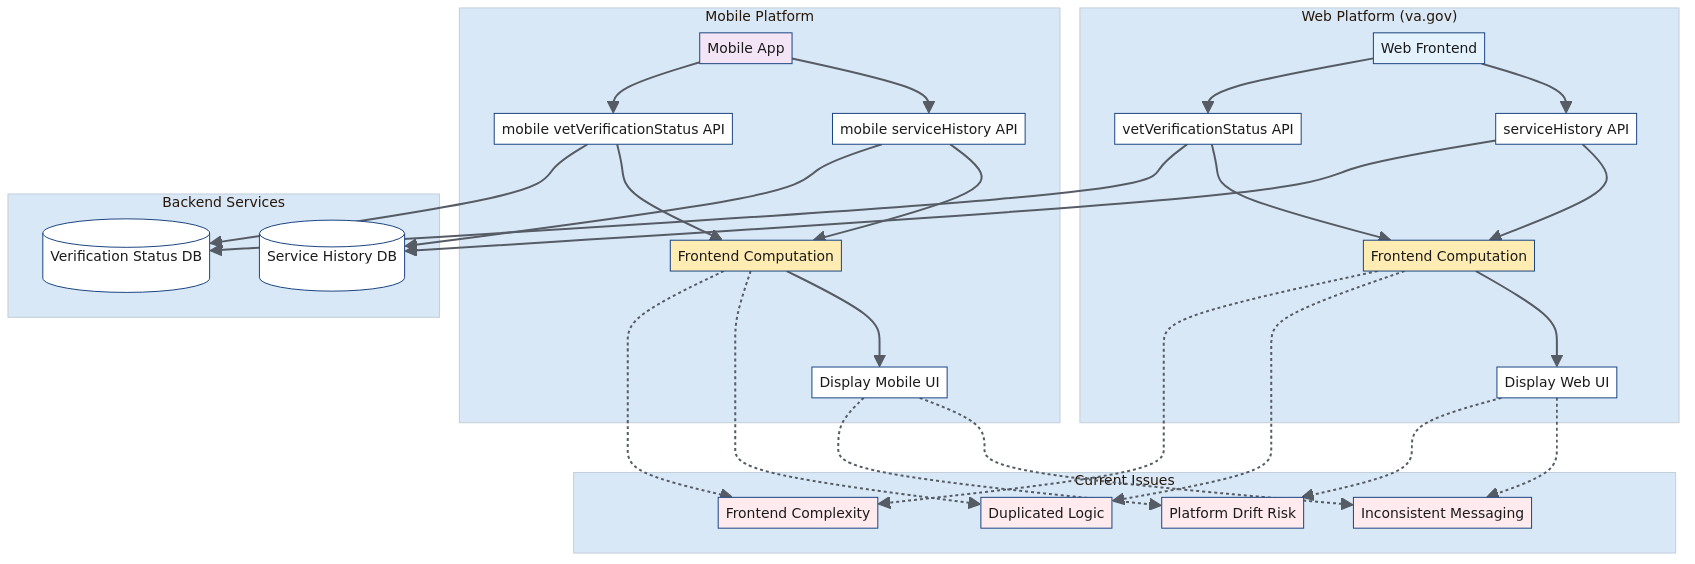 Mobile Platform
Web Platform (va.gov)
Mobile App
Web Frontend
mobile vetVerificationStatus API
mobile serviceHistory API
vetVerificationStatus API
serviceHistory API
Backend Services
Verification Status DB
Service History DB
Frontend Computation
Frontend Computation
Display Mobile UI
Display Web UI
Current Issues
Frontend Complexity
Duplicated Logic
Platform Drift Risk
Inconsistent Messaging